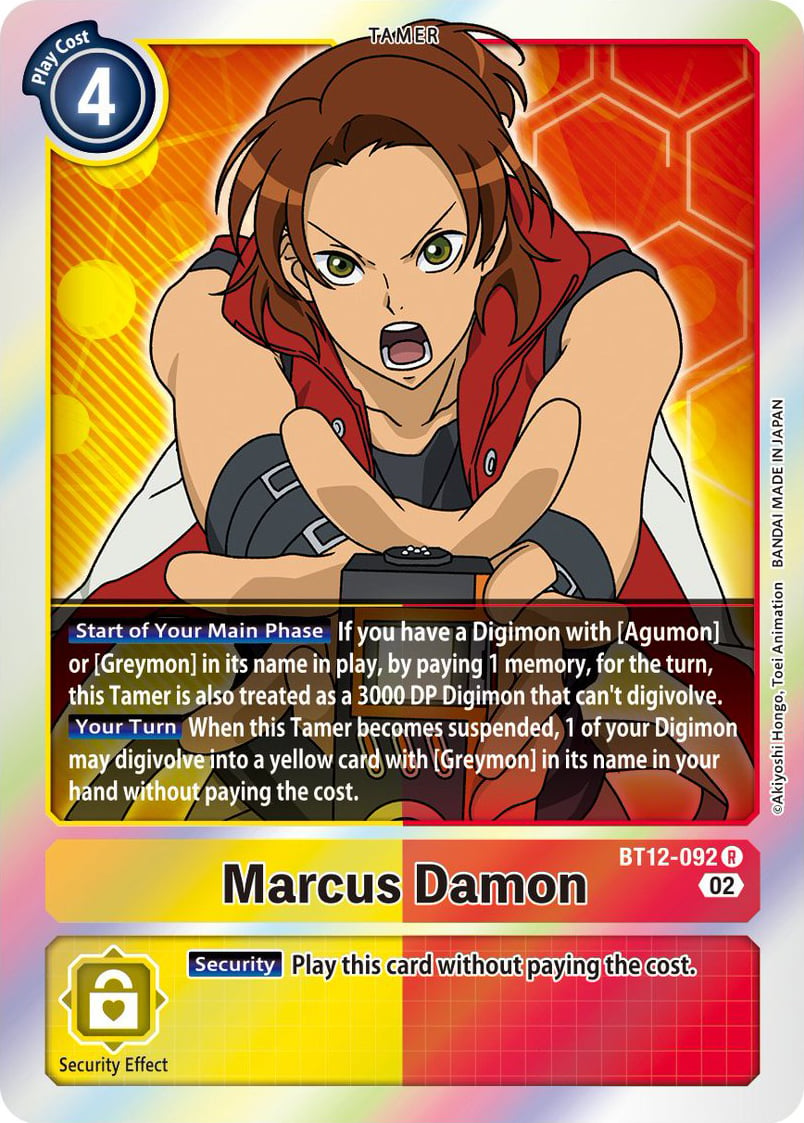 TAMER
Play Cost
4
Start of Your Main Phase If you have a Digimon with [Agumon]
or [Greymon] in its name in play, by paying 1 memory, for the turn,
this Tamer is also treated as a 3000 DP Digimon that can't digivolve.
Your Turn When this Tamer becomes suspended, 1 of your Digimon
may digivolve into a yellow card with [Greymon] in its name in your
hand without paying the cost.
©Akiyoshi Hongo, Toei Animation BANDAI MADE IN JAPAN
BT12-092 R
Marcus Damon
02
Security Play this card without paying the cost.
Security Effect